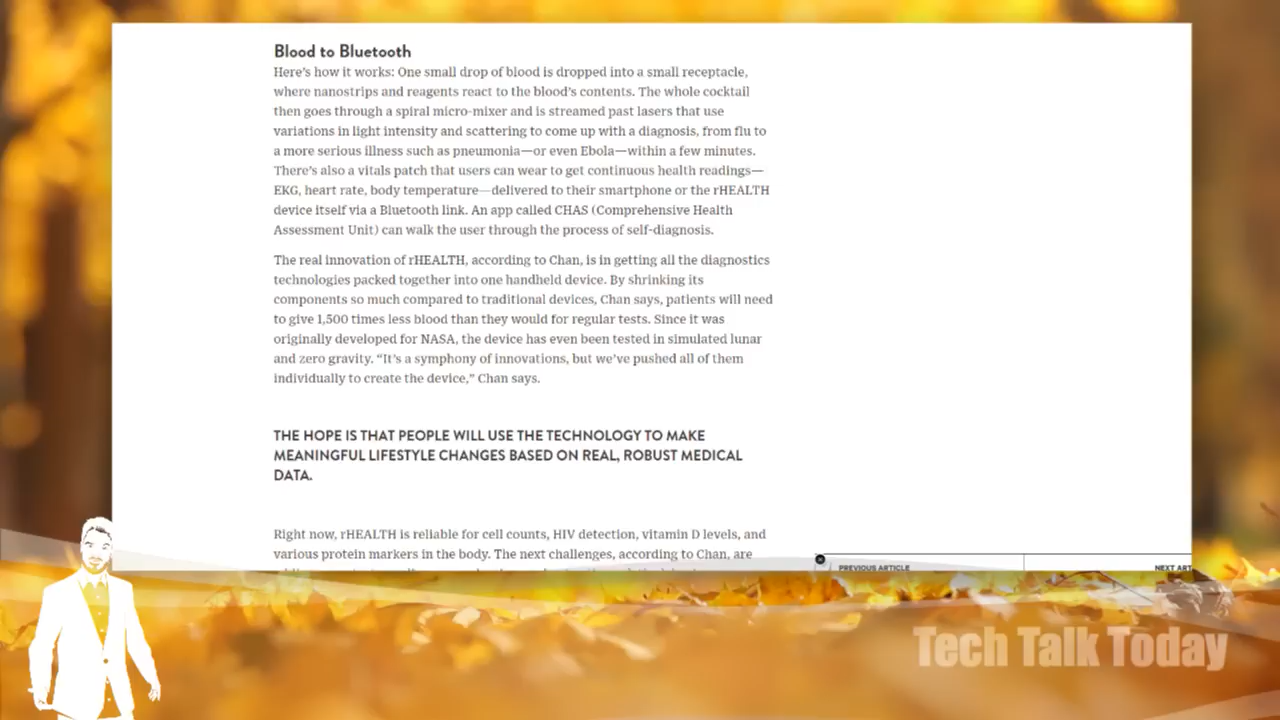 Blood to Bluetooth
Here's how it works: One small drop of blood is dropped into a small receptacle,
where nanostrips and reagents react to the blood's contents. The whole cocktail
then goes through a spiral micro-mixer and is streamed past lasers that use
variations in light intensity and scattering to come up with a diagnosis, from flu to
a more serious illness such as pneumonia—or even Ebola—within a few minutes.
There's also a vitals patch that users can wear to get continuous health readings—
EKG, heart rate, body temperature—delivered to their smartphone or the rHEALTH
device itself via a Bluetooth link. An app called CHAS (Comprehensive Health
Assessment Unit) can walk the user through the process of self-diagnosis.
The real innovation of rHEALTH, according to Chan, is in getting all the diagnostics
technologies packed together into one handheld device. By shrinking its
components so much compared to traditional devices, Chan says, patients will need
to give 1,500 times less blood than they would for regular tests. Since it was
originally developed for NASA, the device has even been tested in simulated lunar
and zero gravity. “It's a symphony of innovations, but we've pushed all of them
individually to create the device,” Chan says.
THE HOPE IS THAT PEOPLE WILL USE THE TECHNOLOGY TO MAKE
MEANINGFUL LIFESTYLE CHANGES BASED ON REAL, ROBUST MEDICAL
DATA.
Right now, rHEALTH is reliable for cell counts, HIV detection, vitamin D levels, and
various protein markers in the body. The next challenges, according to Chan, are
PREVIOUS ARTICLE
NEXT ART
Tech Talk Today